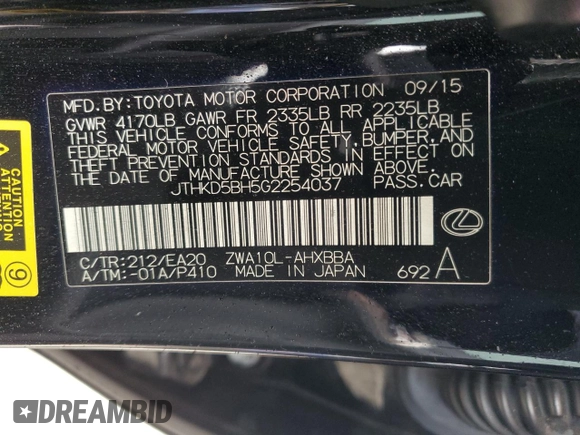 MFD.BY:TOYOTA MOTOR CORPORATION 09/15
GVWR 4170LB GAWR FR 2335LB RR 2235LB
THIS VEHICLE CONFORMS TO ALL APPLICABLE
FEDERAL MOTOR VEHICLE SAFETY,BUMPER,AND
THEFT PREVENTION STANDARDS IN EFFECT ON
THE DATE OF MANUFACTURE SHOWN ABOVE.
JTHKD5BH5G2254037 PASS.CAR
C/TR:212/EA20 ZWA10L-AHXBBA
A/TM:-01A/P410 MADE IN JAPAN 692 A
9
DREAMBID